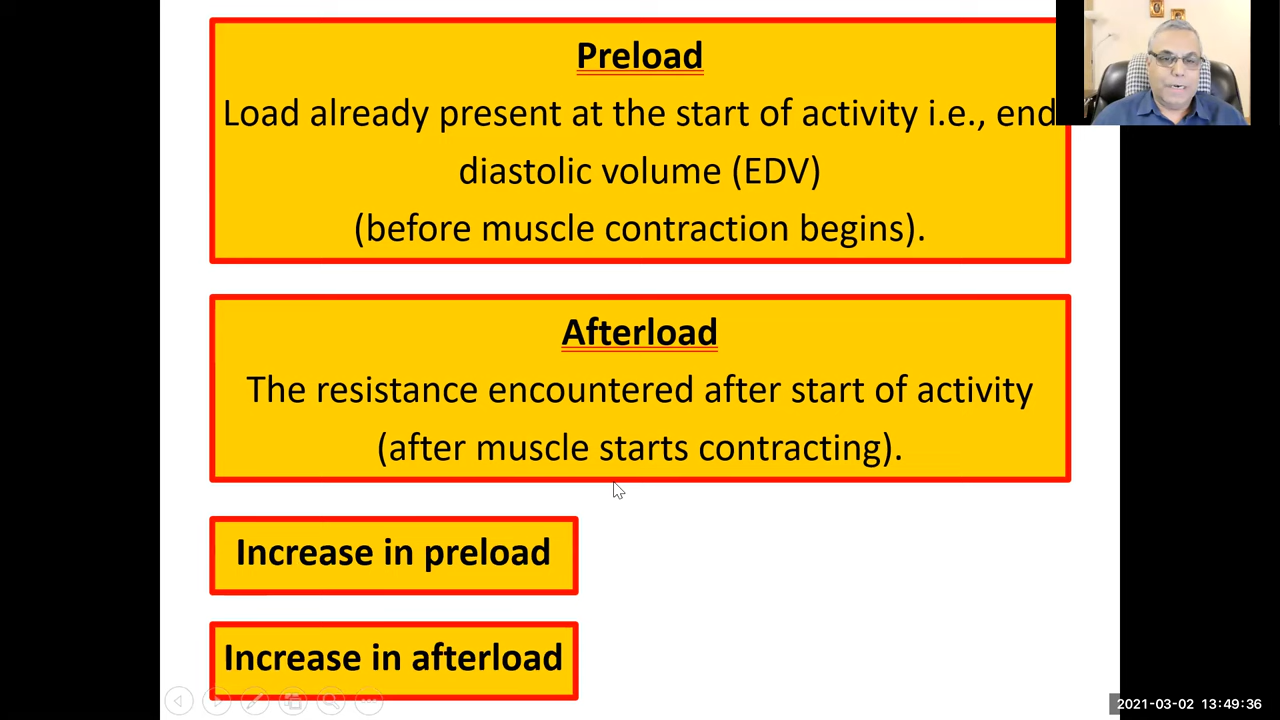 Preload
Load already present at the start of activity i.e., end
diastolic volume (EDV)
(before muscle contraction begins).
Afterload
The resistance encountered after start of activity
(after muscle starts contracting).
Increase in preload
Increase in afterload
2021-03-02 13:49:36